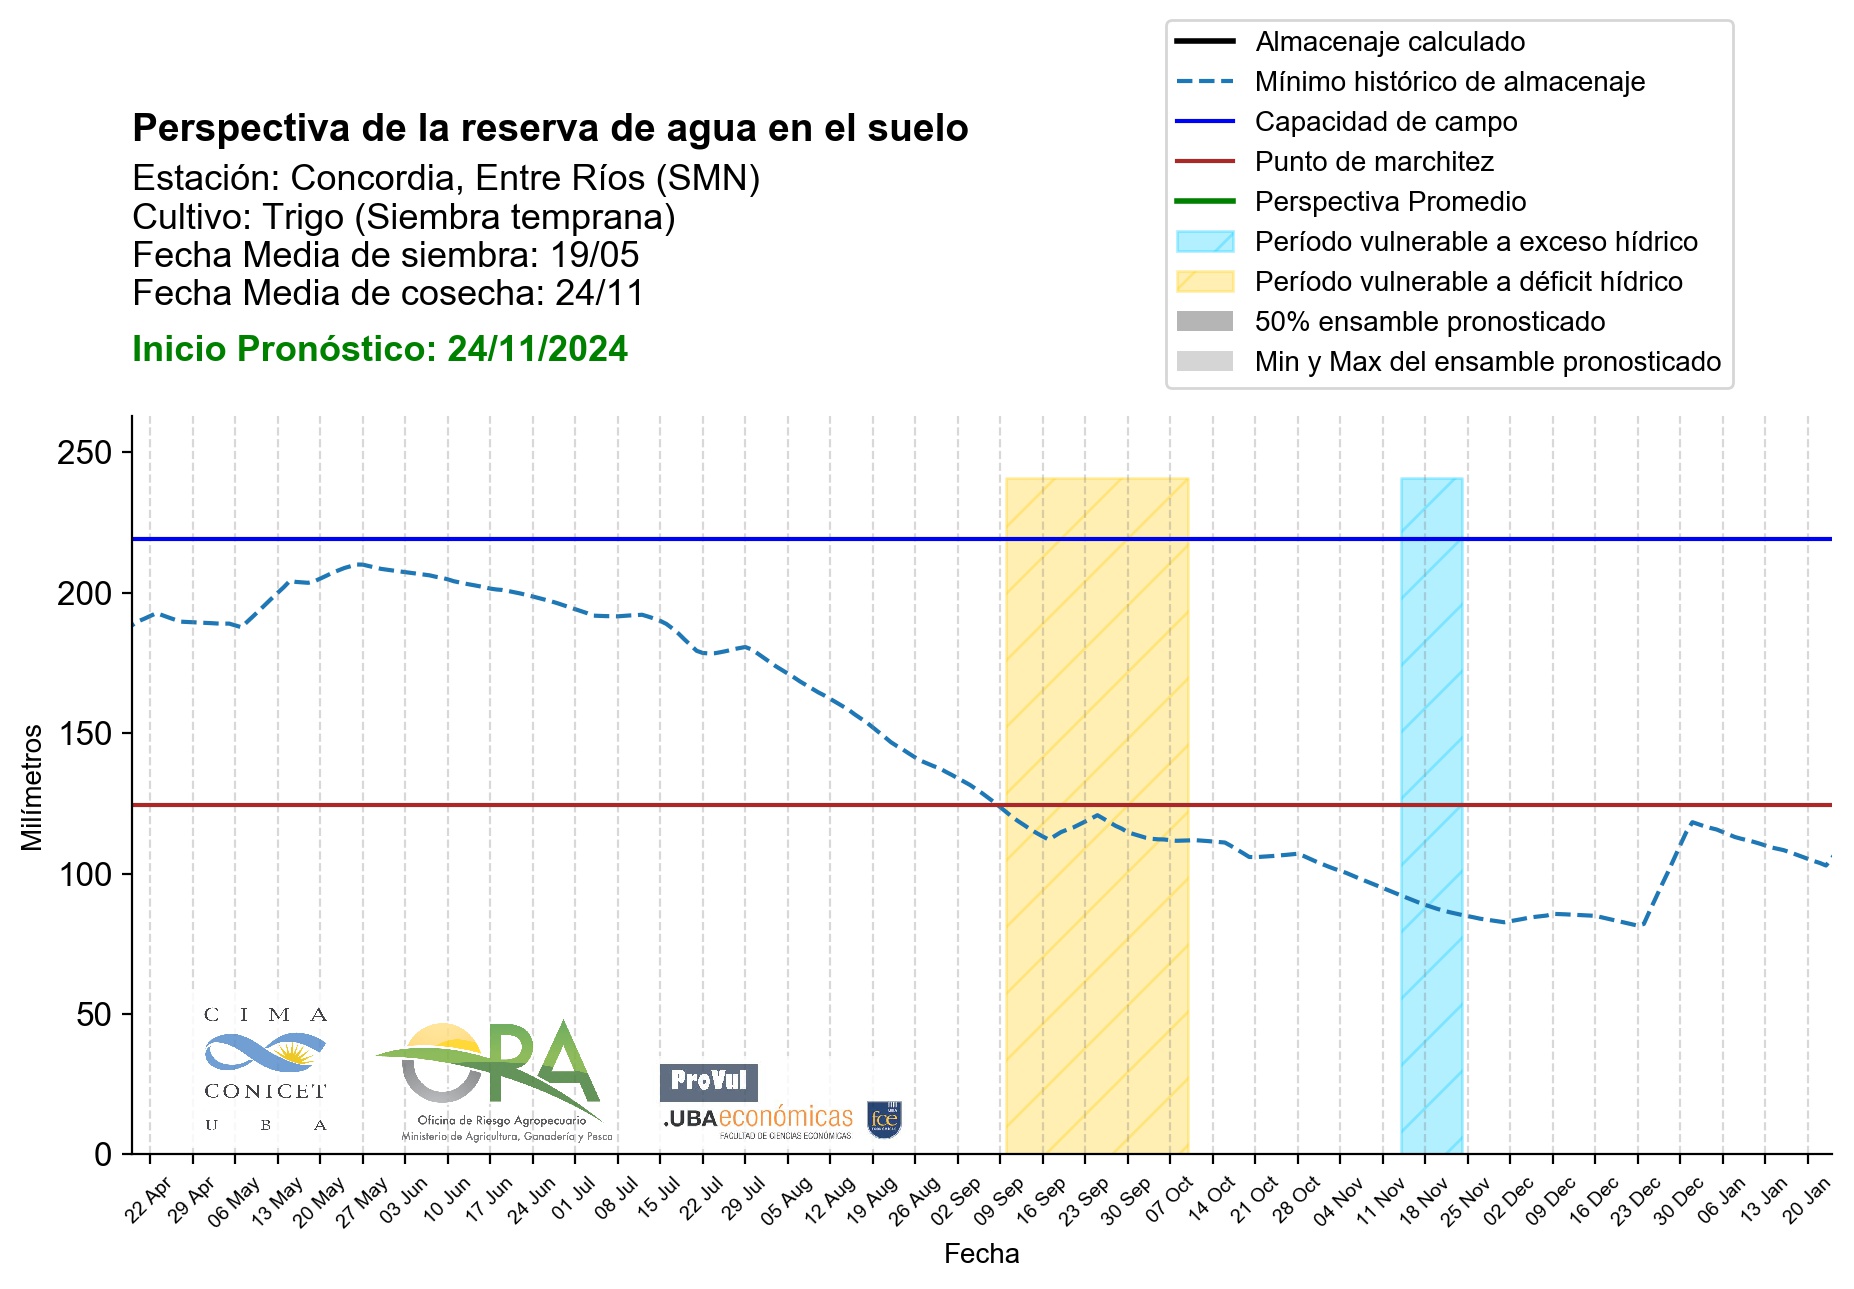 Almacenaje calculado
Mínimo histórico de almacenaje
Capacidad de campo
Punto de marchitez
Perspectiva Promedio
Período vulnerable a exceso hídrico
Período vulnerable a déficit hídrico
50% ensamble pronosticado
Min y Max del ensamble pronosticado
Perspectiva de la reserva de agua en el suelo
Estación: Concordia, Entre Ríos (SMN)
Cultivo: Trigo (Siembra temprana)
Fecha Media de siembra: 19/05
Fecha Media de cosecha: 24/11
Inicio Pronóstico: 24/11/2024
250
200
150
100
50
0
Milímetros
C I M A
CONICET
U B A
ORA
Oficina de Riesgo Agropecuario
Ministerio de Agricultura, Ganadería y Pesca
ProVul
.UBAeconómicas
FACULTAD DE CIENCIAS ECONÓMICAS
fce
22 Apr
29 Apr
06 May
13 May
20 May
27 May
03 Jun
10 Jun
17 Jun
24 Jun
01 Jul
08 Jul
15 Jul
22 Jul
29 Jul
05 Aug
12 Aug
19 Aug
26 Aug
02 Sep
09 Sep
16 Sep
23 Sep
30 Sep
07 Oct
14 Oct
21 Oct
28 Oct
04 Nov
11 Nov
18 Nov
25 Nov
02 Dec
09 Dec
16 Dec
23 Dec
30 Dec
06 Jan
13 Jan
20 Jan
Fecha